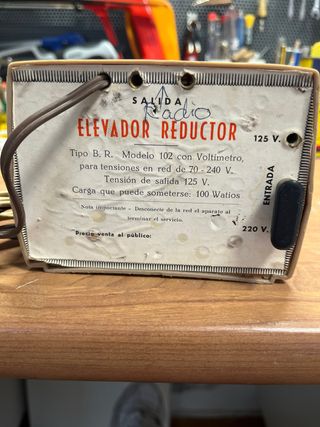 SALIDA
Radio
ELEVADOR REDUCTOR
125 V.
Tipo B. R. Modelo 102 con Voltímetro,
para tensiones en red de 70 - 240 V.
Tensión de salida 125 V.
Carga que puede someterse: 100 Watios
ENTRADA
Nota importante - Desconecte de la red el aparato al
terminar el servicio.
220 V.
Precio venta al público: